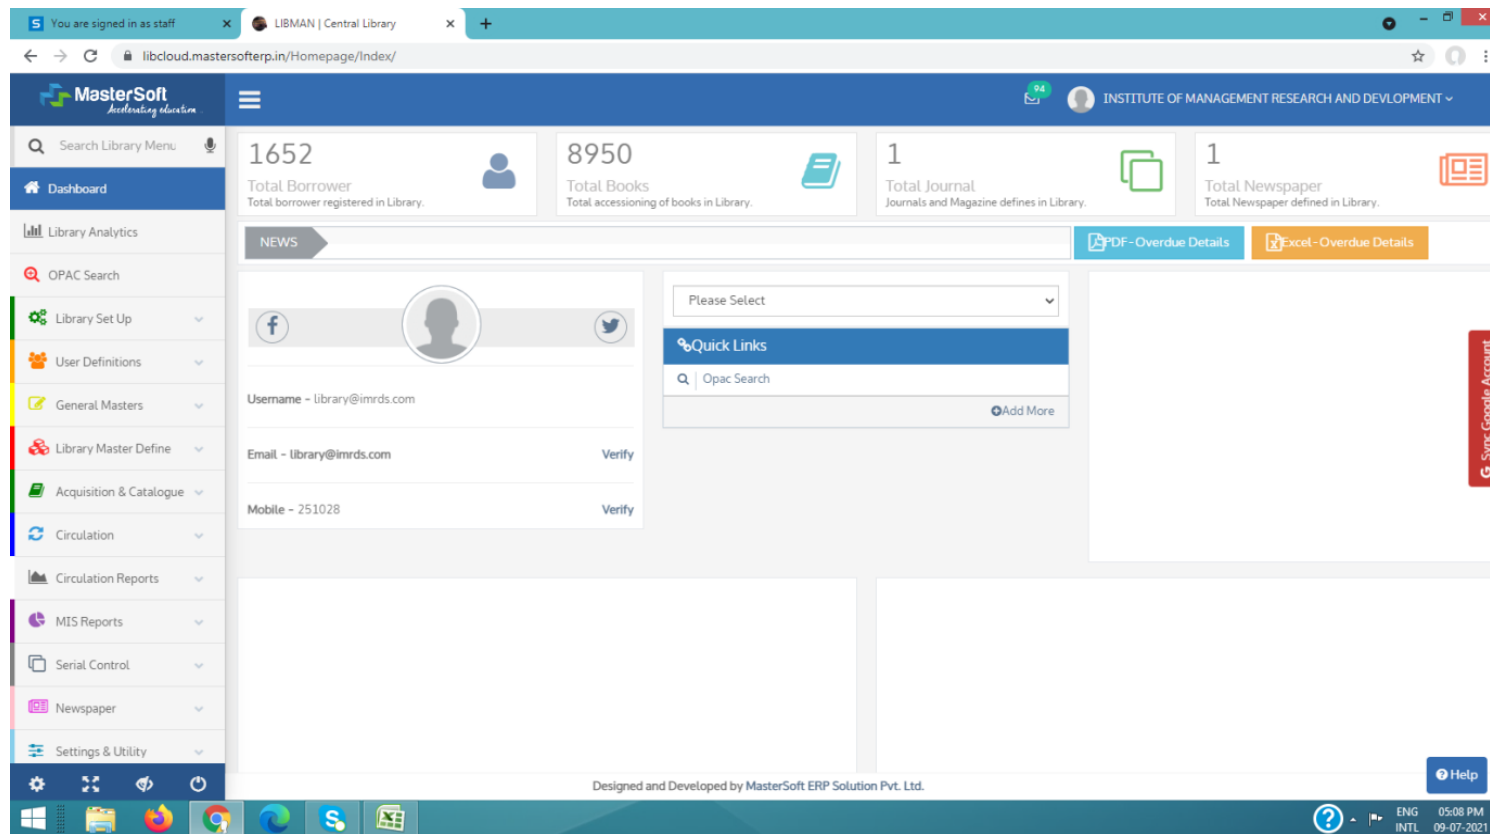 You are signed in as staff
LIBMAN | Central Library
libcloud.mastersofterp.in/Homepage/Index/
MasterSoft
Accelerating education
94
INSTITUTE OF MANAGEMENT RESEARCH AND DEVLOPMENT
Search Library Menu
Dashboard
Library Analytics
OPAC Search
Library Set Up
User Definitions
General Masters
Library Master Define
Acquisition & Catalogue
Circulation
Circulation Reports
MIS Reports
Serial Control
Newspaper
Settings & Utility
1652
Total Borrower
Total borrower registered in Library.
8950
Total Books
Total accessioning of books in Library.
1
Total Journal
Journals and Magazine defines in Library.
1
Total Newspaper
Total Newspaper defined in Library.
NEWS
PDF-Overdue Details
Excel-Overdue Details
Username - library@imrds.com
Email - library@imrds.com Verify
Mobile - 251028 Verify
Please Select
Quick Links
Opac Search
Add More
G Sync Google Account
Designed and Developed by MasterSoft ERP Solution Pvt. Ltd.
Help
ENG 05:08 PM
INTL 09-07-2021